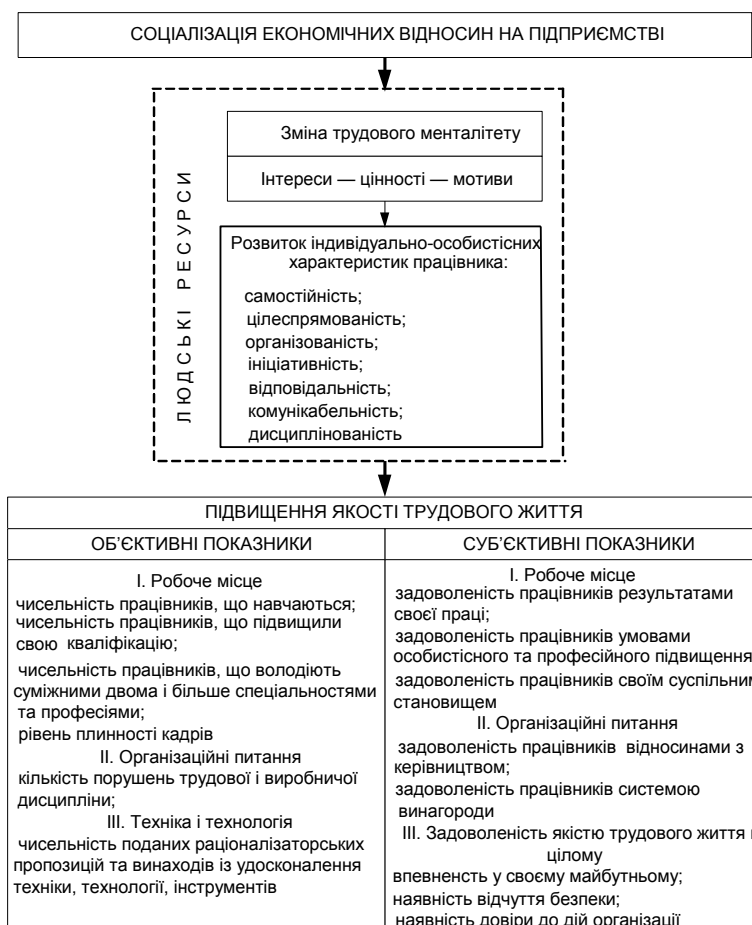 СОЦІАЛІЗАЦІЯ ЕКОНОМІЧНИХ ВІДНОСИН НА ПІДПРИЄМСТВІ
ЛЮДСЬКІ РЕСУРСИ
Зміна трудового менталітету
Інтереси — цінності — мотиви
Розвиток індивідуально-особистісних
характеристик працівника:
самостійність;
цілеспрямованість;
організованість;
ініціативність;
відповідальність;
комунікабельність;
дисциплінованість
ПІДВИЩЕННЯ ЯКОСТІ ТРУДОВОГО ЖИТТЯ
ОБ'ЄКТИВНІ ПОКАЗНИКИ
І. Робоче місце
чисельність працівників, що навчаються;
чисельність працівників, що підвищили
свою кваліфікацію;
чисельність працівників, що володіють
суміжними двома і більше спеціальностями
та професіями;
рівень плинності кадрів
ІІ. Організаційні питання
кількість порушень трудової і виробничої
дисципліни;
ІІІ. Техніка і технологія
чисельність поданих раціоналізаторських
пропозицій та винаходів із удосконалення
техніки, технології, інструментів
СУБ'ЄКТИВНІ ПОКАЗНИКИ
І. Робоче місце
задоволеність працівників результатами
своєї праці;
задоволеність працівників умовами
особистісного та професійного підвищення
задоволеність працівників своїм суспільним
становищем
ІІ. Організаційні питання
задоволеність працівників відносинами з
керівництвом;
задоволеність працівників системою
винагороди
ІІІ. Задоволеність якістю трудового життя
цілому
впевненсть у своєму майбутньому;
наявність відчуття безпеки;
наявність довіри до дій організації